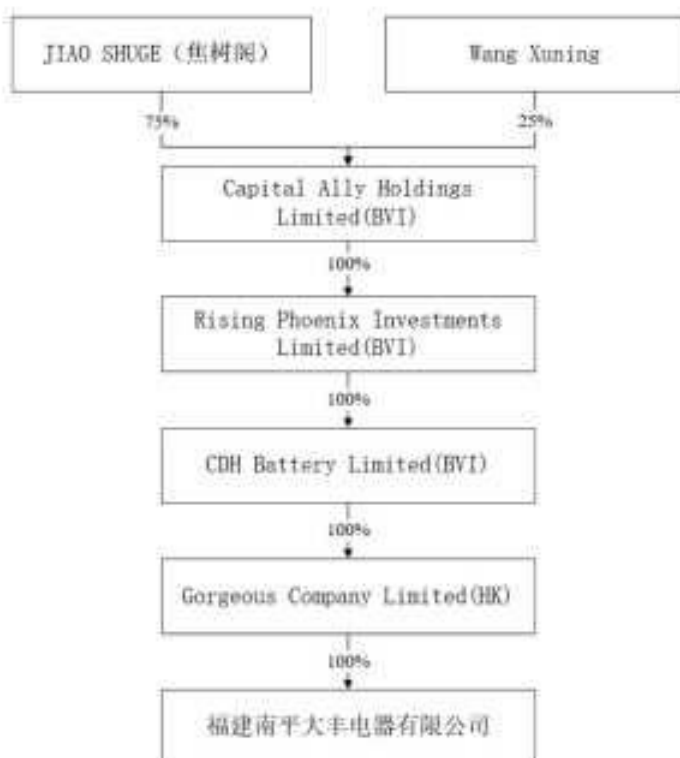 JIAO SHUGE（焦树阁）
Wang Xuning
75%
25%
Capital Ally Holdings
Limited(BVI)
100%
Rising Phoenix Investments
Limited(BVI)
100%
CDH Battery Limited(BVI)
100%
Gorgeous Company Limited(HK)
100%
福建南平大丰电器有限公司